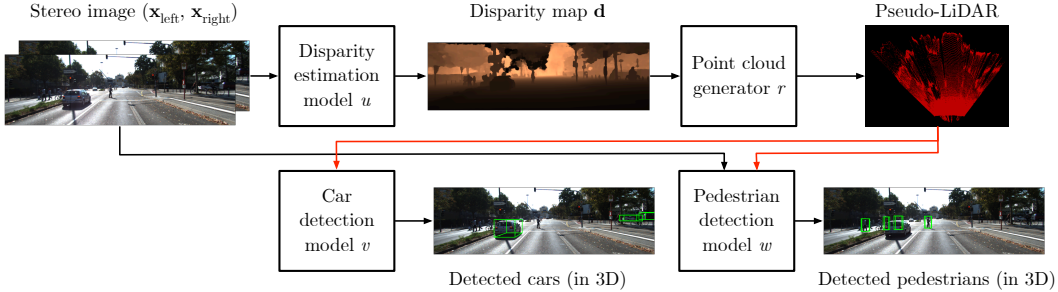 Stereo image (x_left, x_right)
Disparity map d
Pseudo-LiDAR
Disparity
estimation
model u
Point cloud
generator r
Car
detection
model v
Pedestrian
detection
model w
Detected cars (in 3D)
Detected pedestrians (in 3D)